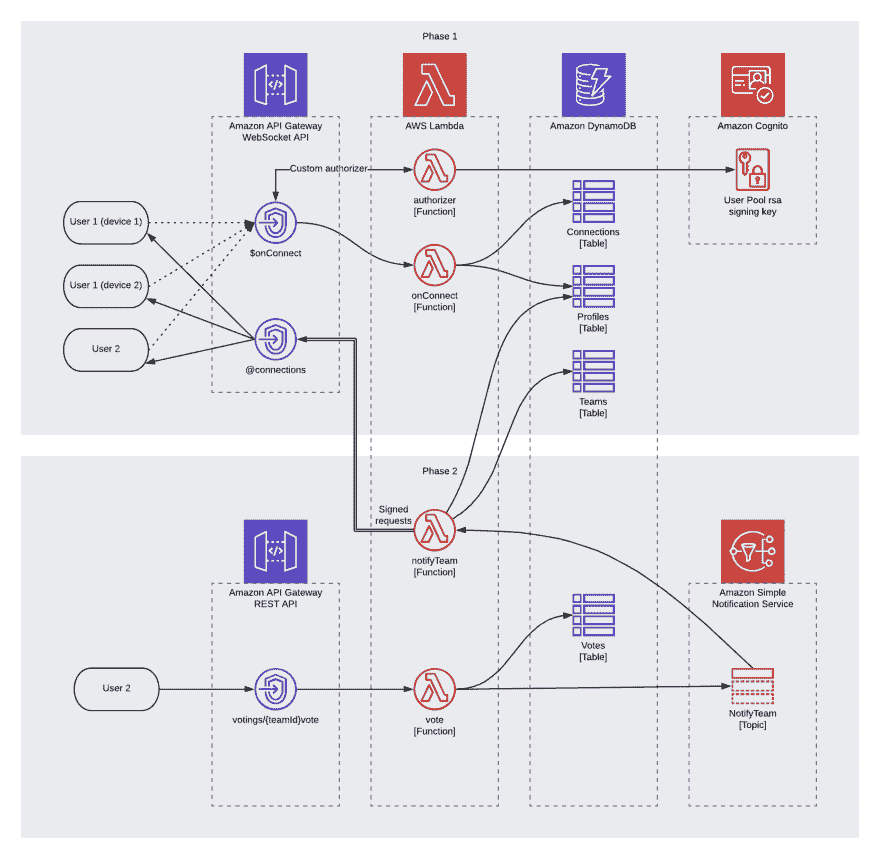 Phase 1
Amazon API Gateway
WebSocket API
AWS Lambda
Amazon DynamoDB
Amazon Cognito
Custom authorizer
authorizer
[Function]
User Pool rsa
signing key
User 1 (device 1)
$onConnect
Connections
[Table]
User 1 (device 2)
onConnect
[Function]
Profiles
[Table]
User 2
@connections
Teams
[Table]
Phase 2
Signed
requests
notifyTeam
[Function]
Amazon API Gateway
REST API
Amazon Simple
Notification Service
Votes
[Table]
User 2
votings/{teamId}vote
vote
[Function]
NotifyTeam
[Topic]